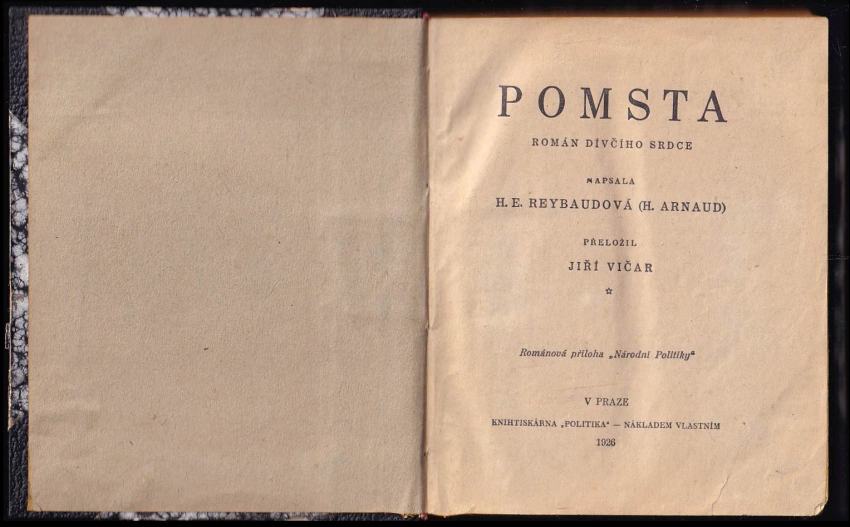 POMSTA
ROMÁN DÍVČÍHO SRDCE
NAPSALA
H. E. REYBAUDOVÁ (H. ARNAUD)
PŘELOŽIL
JIŘÍ VIČAR
☆
Románová příloha „Národní Politiky“
V PRAZE
KNIHTISKÁRNA „POLITIKA“ — NÁKLADEM VLASTNÍM
1926